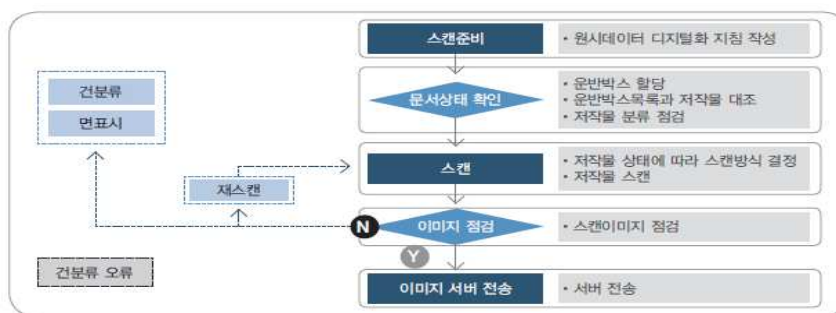 스캔준비
• 원시데이터 디지털화 지침 작성
건분류
면표시
문서상태 확인
• 운반박스 할당
• 운반박스목록과 저작물 대조
• 저작물 분류 점검
재스캔
스캔
• 저작물 상태에 따라 스캔방식 결정
• 저작물 스캔
N
이미지 점검
• 스캔이미지 점검
Y
건분류 오류
이미지 서버 전송
• 서버 전송